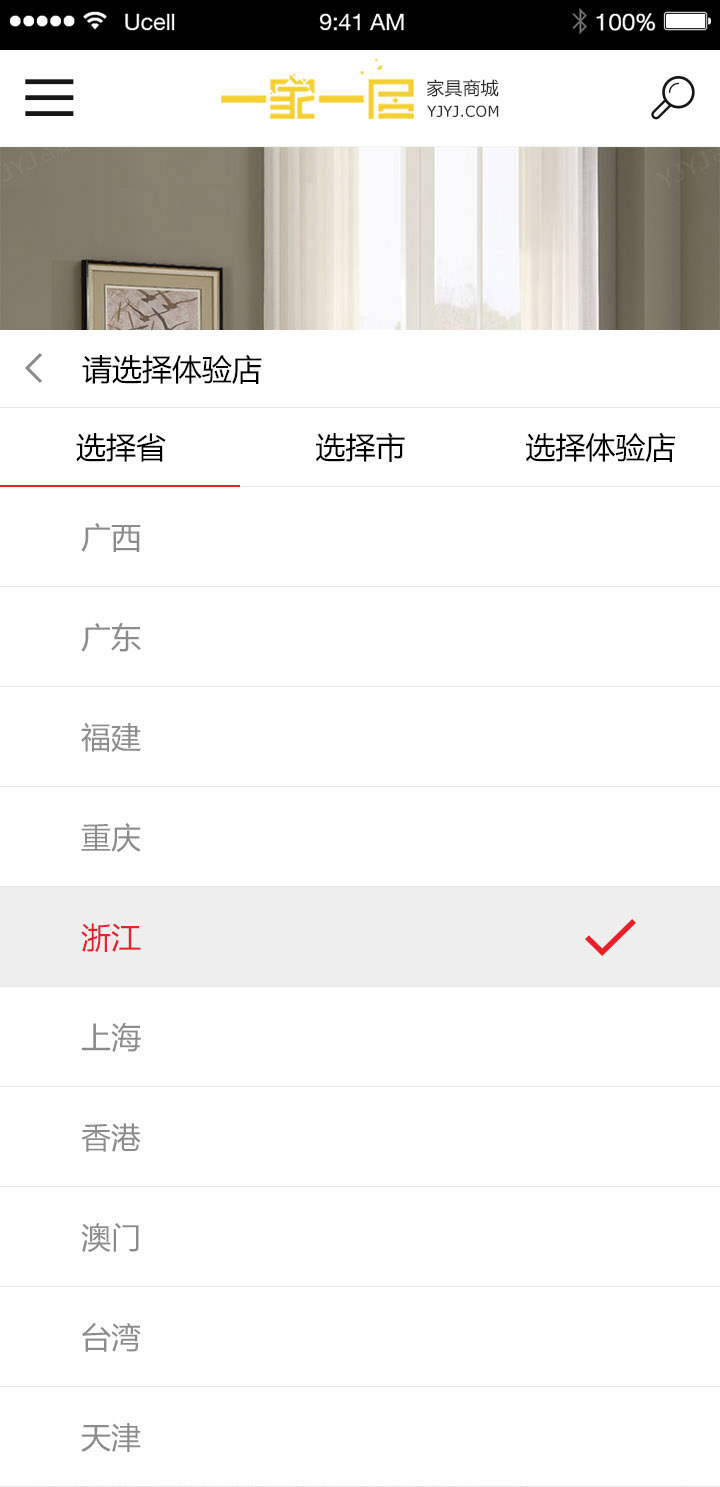 Ucell 9:41 AM 100%
一家一居 家具商城
YJYJ.COM
请选择体验店
选择省 选择市 选择体验店
广西
广东
福建
重庆
浙江
上海
香港
澳门
台湾
天津